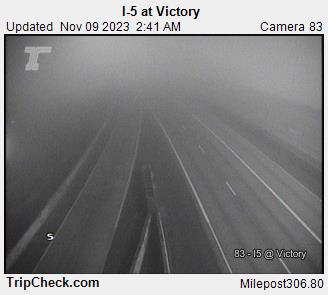 I-5 at Victory
Updated Nov 09 2023 2:41 AM Camera 83
T
S
83 - I5 @ Victory
TripCheck.com Milepost306.80